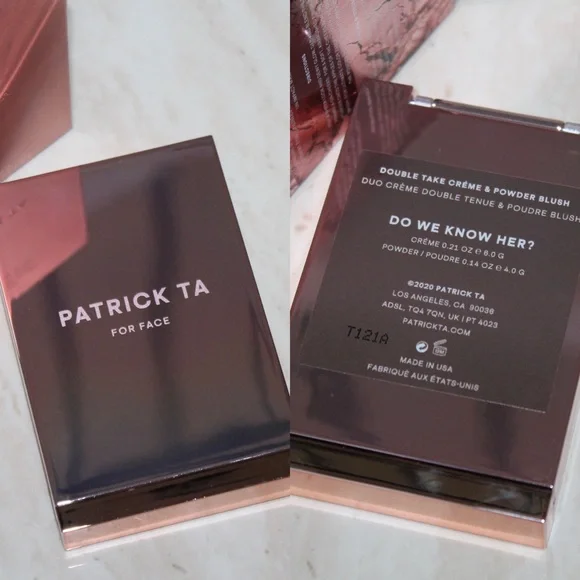 PATRICK TA
FOR FACE
DOUBLE TAKE CRÉME & POWDER BLUSH
DUO CRÈME DOUBLE TENUE & POUDRE BLUSH
DO WE KNOW HER?
CRÉME 0.21 OZ ℮ 6.0 G
POWDER / POUDRE 0.14 OZ ℮ 4.0 G
©2020 PATRICK TA
LOS ANGELES, CA 90036
ADSL, TQ4 7QN, UK | PT 4023
PATRICKTA.COM
T121A
MADE IN USA
FABRIQUÉ AUX ÉTATS-UNIS